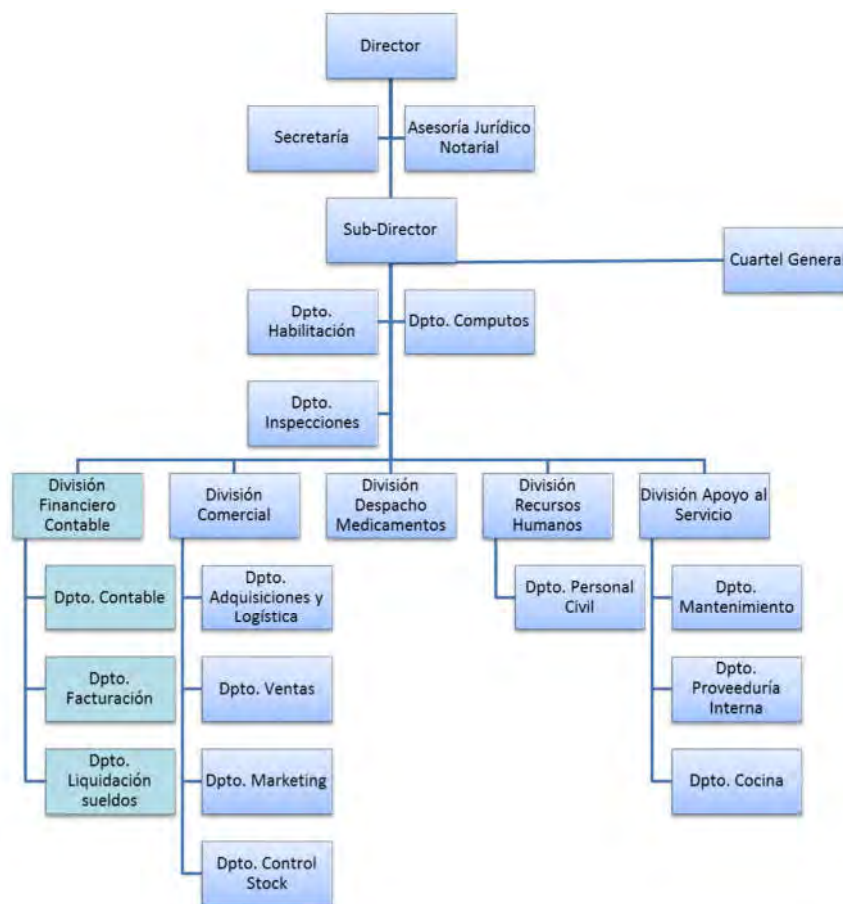 Director
Secretaría
Asesoría Jurídico
Notarial
Sub-Director
Cuartel General
Dpto.
Habilitación
Dpto. Computos
Dpto.
Inspecciones
División
Financiero
Contable
División
Comercial
División
Despacho
Medicamentos
División
Recursos
Humanos
División Apoyo al
Servicio
Dpto. Contable
Dpto.
Facturación
Dpto.
Liquidación
sueldos
Dpto.
Adquisiciones y
Logística
Dpto. Ventas
Dpto. Marketing
Dpto. Control
Stock
Dpto. Personal
Civil
Dpto.
Mantenimiento
Dpto.
Proveeduría
Interna
Dpto. Cocina